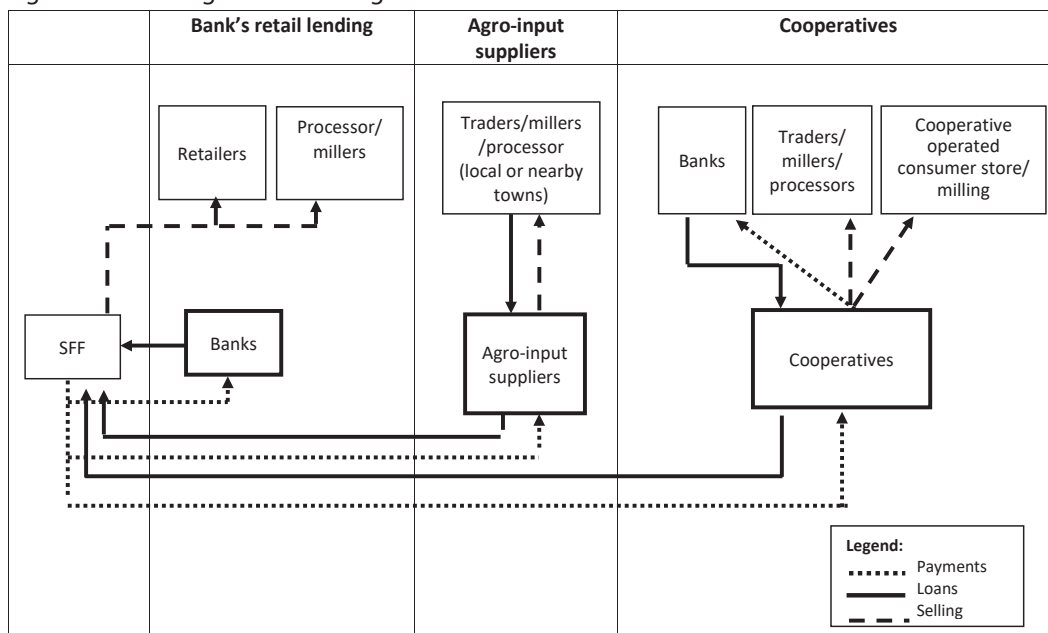 Bank's retail lending
Agro-input
suppliers
Cooperatives
Retailers
Processor/
millers
Traders/millers
/processor
(local or nearby
towns)
Banks
Traders/
millers/
processors
Cooperative
operated
consumer store/
milling
SFF
Banks
Agro-input
suppliers
Cooperatives
Legend:
Payments
Loans
Selling